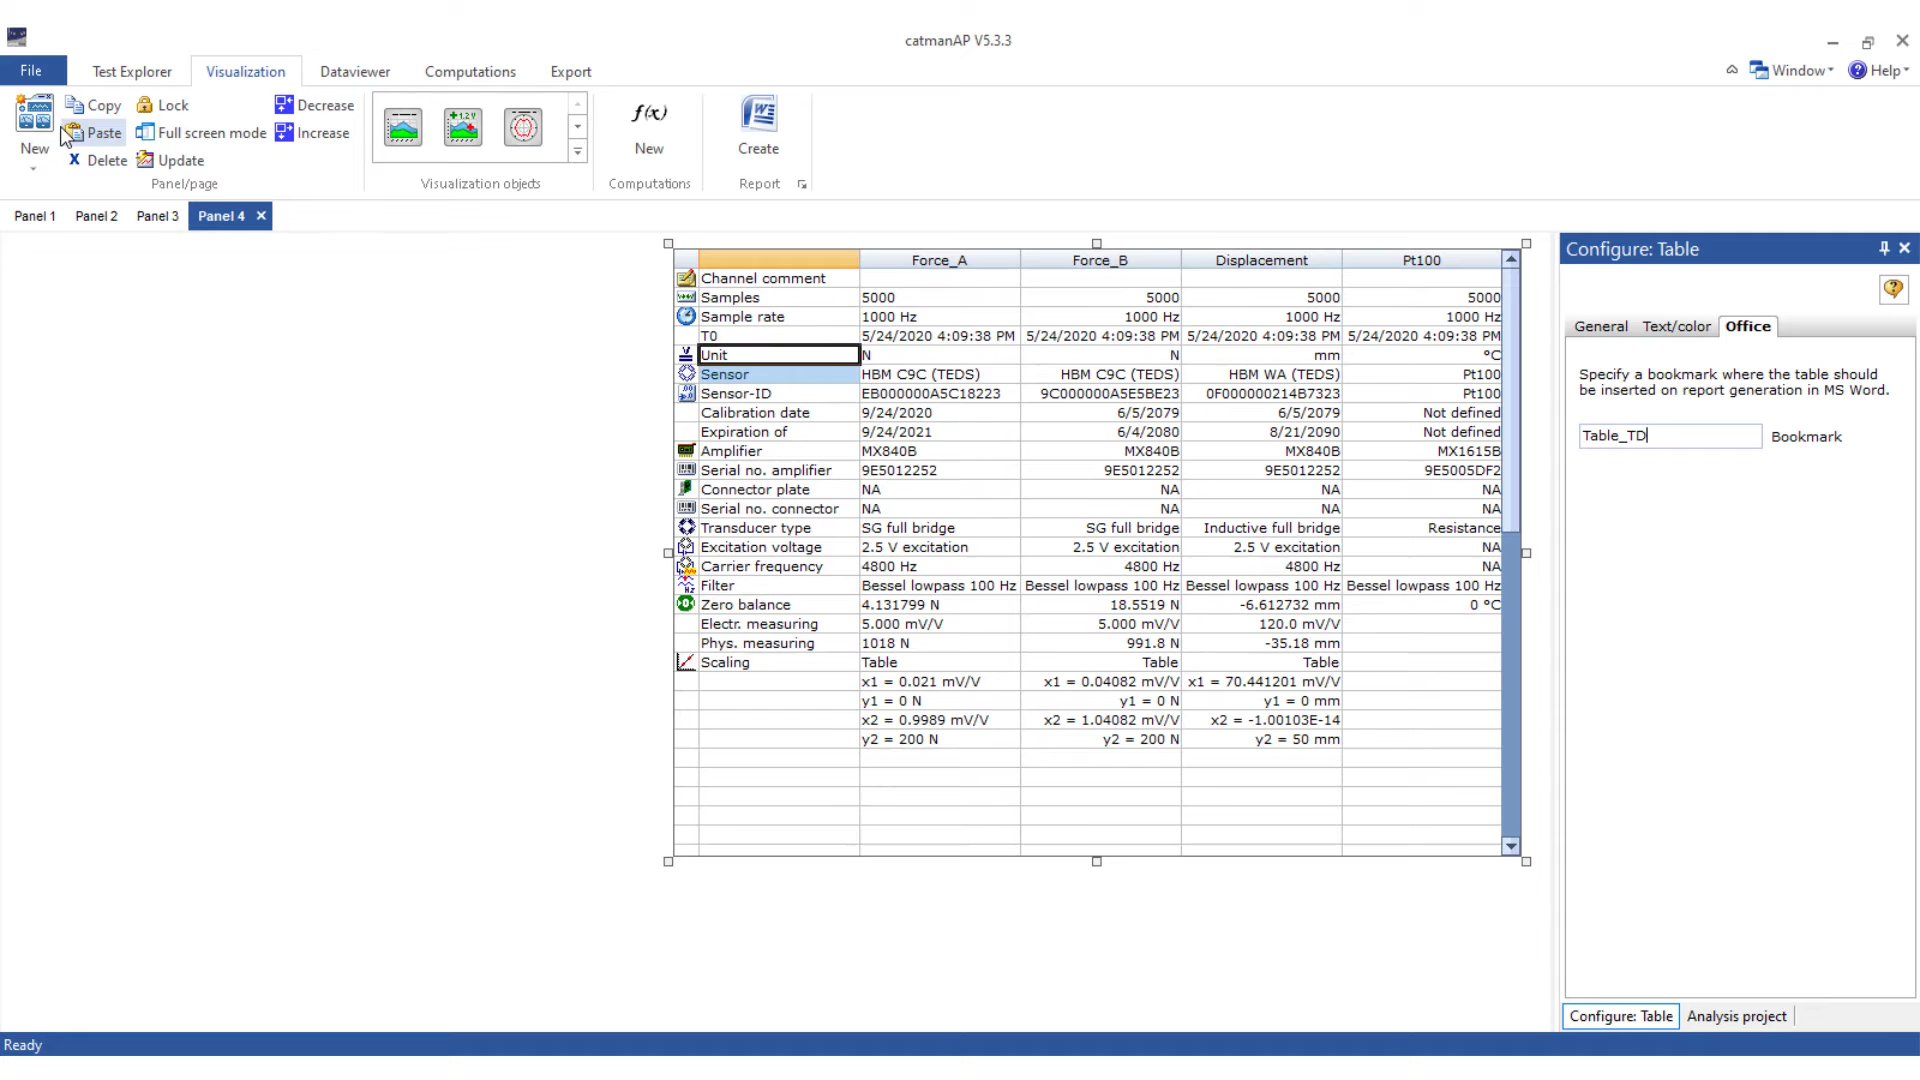 catmanAP V5.3.3
File Test Explorer Visualization Dataviewer Computations Export Window Help
Copy Lock Decrease
Paste Full screen mode Increase
New Delete Update
Panel/page
Visualization objects
f(x)
New
Computations
Create
Report
Panel 1 Panel 2 Panel 3 Panel 4
Force_A Force_B Displacement Pt100
Channel comment
Samples 5000 5000 5000 5000
Sample rate 1000 Hz 1000 Hz 1000 Hz 1000 Hz
T0 5/24/2020 4:09:38 PM 5/24/2020 4:09:38 PM 5/24/2020 4:09:38 PM 5/24/2020 4:09:38 PM
Unit N N mm °C
Sensor HBM C9C (TEDS) HBM C9C (TEDS) HBM WA (TEDS) Pt100
Sensor-ID EB000000A5C18223 9C000000A5E5BE23 0F000000214B7323 Pt100
Calibration date 9/24/2020 6/5/2079 6/5/2079 Not defined
Expiration of 9/24/2021 6/4/2080 8/21/2090 Not defined
Amplifier MX840B MX840B MX840B MX1615B
Serial no. amplifier 9E5012252 9E5012252 9E5012252 9E5005DF2
Connector plate NA NA NA NA
Serial no. connector NA NA NA NA
Transducer type SG full bridge SG full bridge Inductive full bridge Resistance
Excitation voltage 2.5 V excitation 2.5 V excitation 2.5 V excitation NA
Carrier frequency 4800 Hz 4800 Hz 4800 Hz NA
Filter Bessel lowpass 100 Hz Bessel lowpass 100 Hz Bessel lowpass 100 Hz Bessel lowpass 100 Hz
Zero balance 4.131799 N 18.5519 N -6.612732 mm 0 °C
Electr. measuring 5.000 mV/V 5.000 mV/V 120.0 mV/V
Phys. measuring 1018 N 991.8 N -35.18 mm
Scaling Table Table Table
x1 = 0.021 mV/V x1 = 0.04082 mV/V x1 = 70.441201 mV/V
y1 = 0 N y1 = 0 N y1 = 0 mm
x2 = 0.9989 mV/V x2 = 1.04082 mV/V x2 = -1.00103E-14
y2 = 200 N y2 = 200 N y2 = 50 mm
Configure: Table
General Text/color Office
Specify a bookmark where the table should
be inserted on report generation in MS Word.
Table_TD Bookmark
Configure: Table Analysis project
Ready